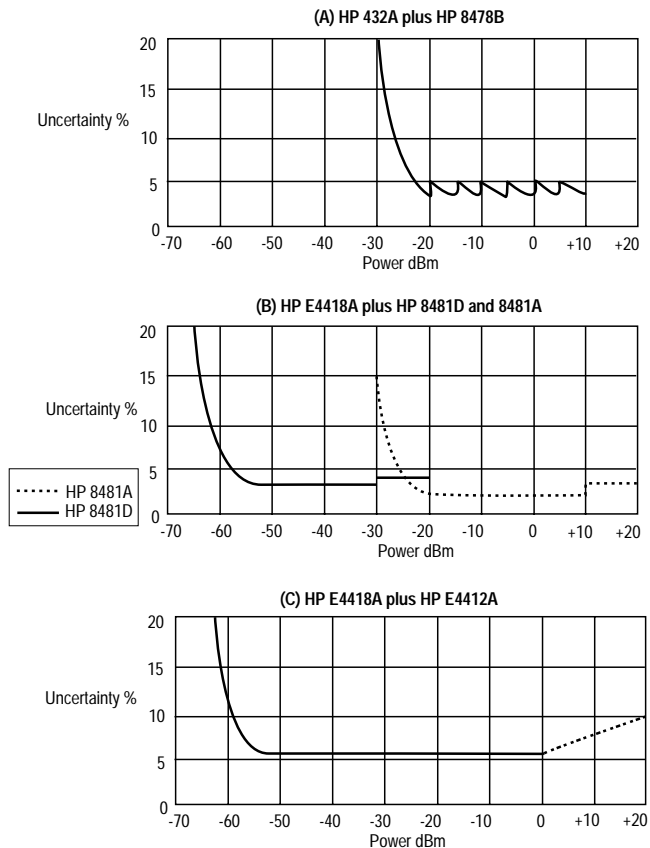 (A) HP 432A plus HP 8478B
20
15
Uncertainty %
10
5
0
-70 -60 -50 -40 -30 -20 -10 0 +10 +20
Power dBm
(B) HP E4418A plus HP 8481D and 8481A
20
15
Uncertainty %
10
5
HP 8481A
HP 8481D
0
-70 -60 -50 -40 -30 -20 -10 0 +10 +20
Power dBm
(C) HP E4418A plus HP E4412A
20
15
Uncertainty %
10
5
0
-70 -60 -50 -40 -30 -20 -10 0 +10 +20
Power dBm